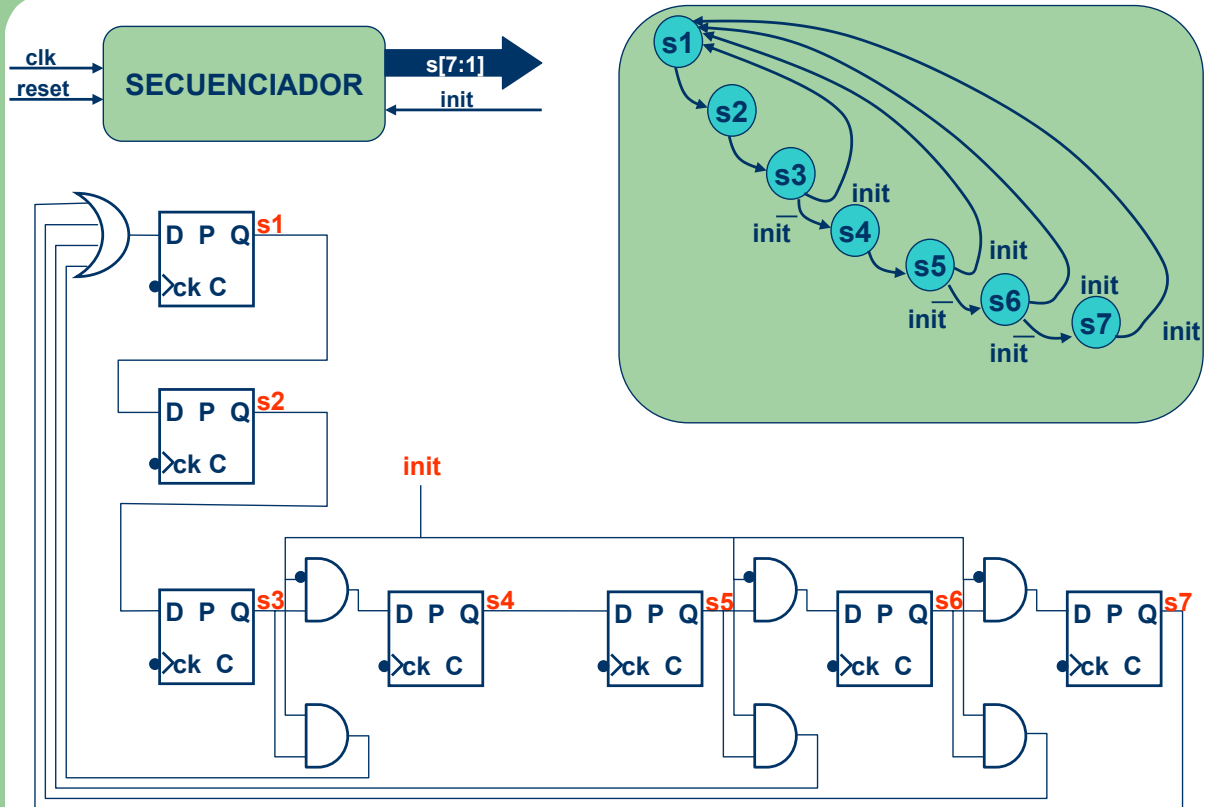 clk
reset
SECUENCIADOR
s[7:1]
init
s1
s2
s3
init
init
s4
s5
init
init
s6
init
init
s7
init
D P Q
s1
ck C
D P Q
s2
ck C
init
D P Q
s3
ck C
D P Q
s4
ck C
D P Q
s5
ck C
D P Q
s6
ck C
D P Q
s7
ck C